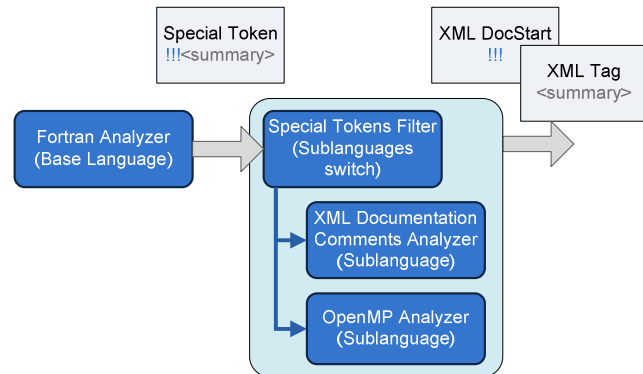 Special Token
!!!<summary>
XML DocStart
!!!
XML Tag
<summary>
Fortran Analyzer
(Base Language)
Special Tokens Filter
(Sublanguages
switch)
XML Documentation
Comments Analyzer
(Sublanguage)
OpenMP Analyzer
(Sublanguage)